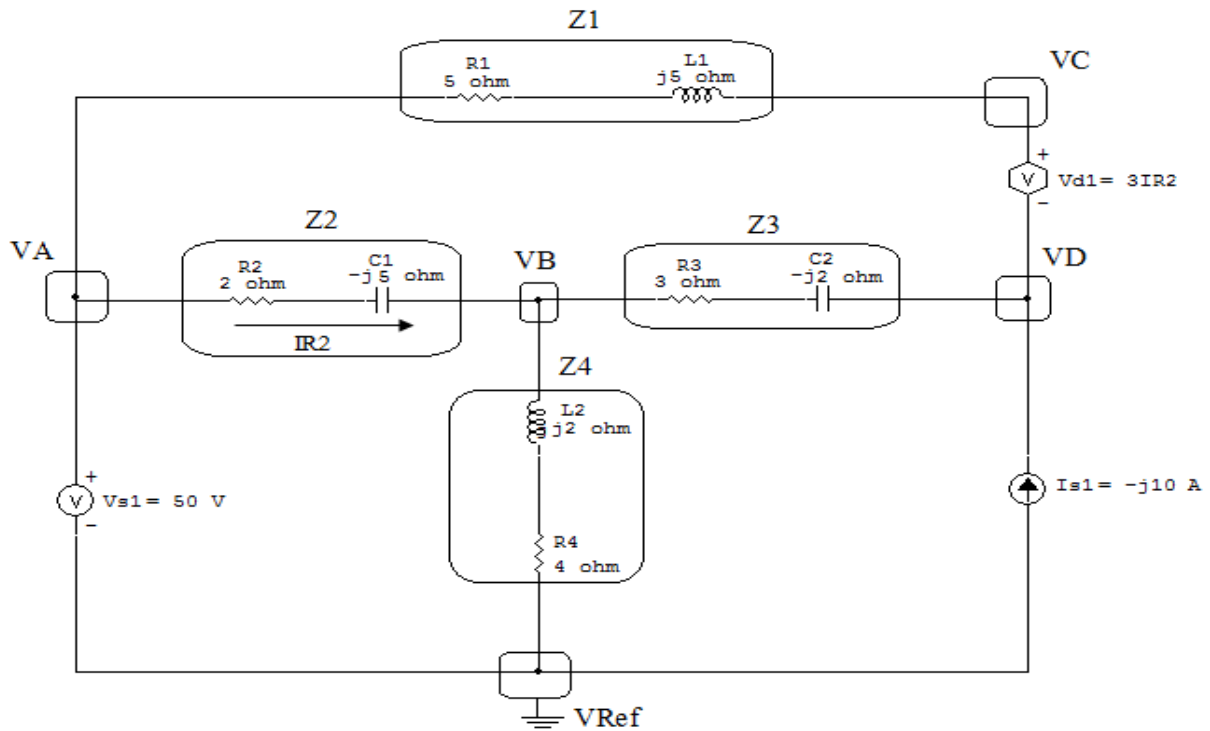 Z1
R1
5 ohm
L1
j5 ohm
VC
+
V
Vd1= 3IR2
-
Z2
Z3
VA
R2
2 ohm
C1
-j5 ohm
VB
R3
3 ohm
C2
-j2 ohm
VD
IR2
Z4
L2
j2 ohm
+
V
Vs1= 50 V
-
Is1= -j10 A
R4
4 ohm
VRef